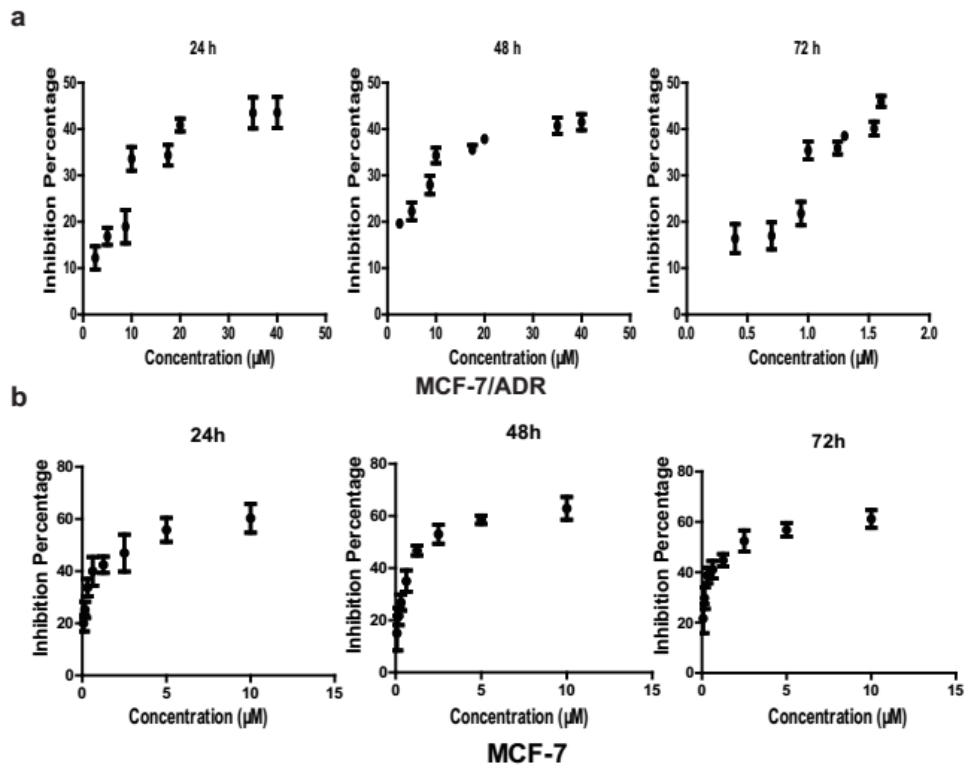 a
24 h
48 h
72 h
Inhibition Percentage
50
40
30
20
10
0
0 10 20 30 40 50
Concentration (µM)
Inhibition Percentage
50
40
30
20
10
0
0 10 20 30 40 50
Concentration (µM)
Inhibition Percentage
50
40
30
20
10
0
0.0 0.5 1.0 1.5 2.0
Concentration (µM)
MCF-7/ADR
b
24h
48h
72h
Inhibition Percentage
80
60
40
20
0
0 5 10 15
Concentration (µM)
Inhibition Percentage
80
60
40
20
0
0 5 10 15
Concentration (µM)
Inhibition Percentage
80
60
40
20
0
0 5 10 15
Concentration (µM)
MCF-7